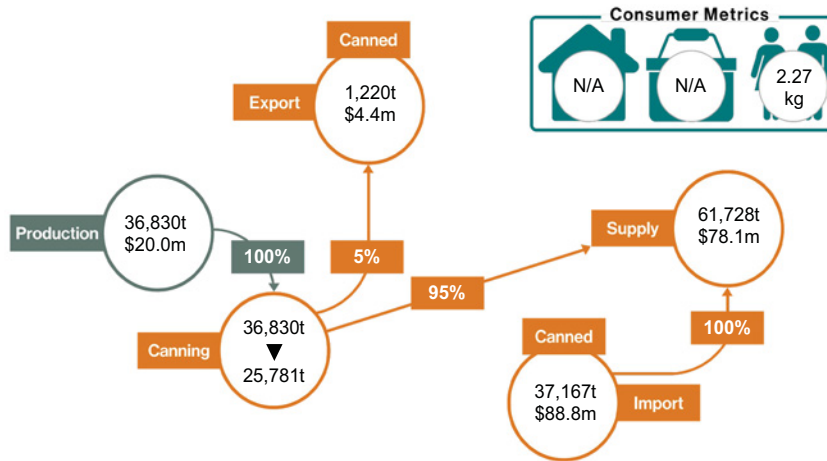 Consumer Metrics
N/A
N/A
2.27
kg
Canned
Export
1,220t
$4.4m
Production
36,830t
$20.0m
100%
5%
95%
Supply
61,728t
$78.1m
Canning
36,830t
25,781t
Canned
37,167t
$88.8m
Import
100%